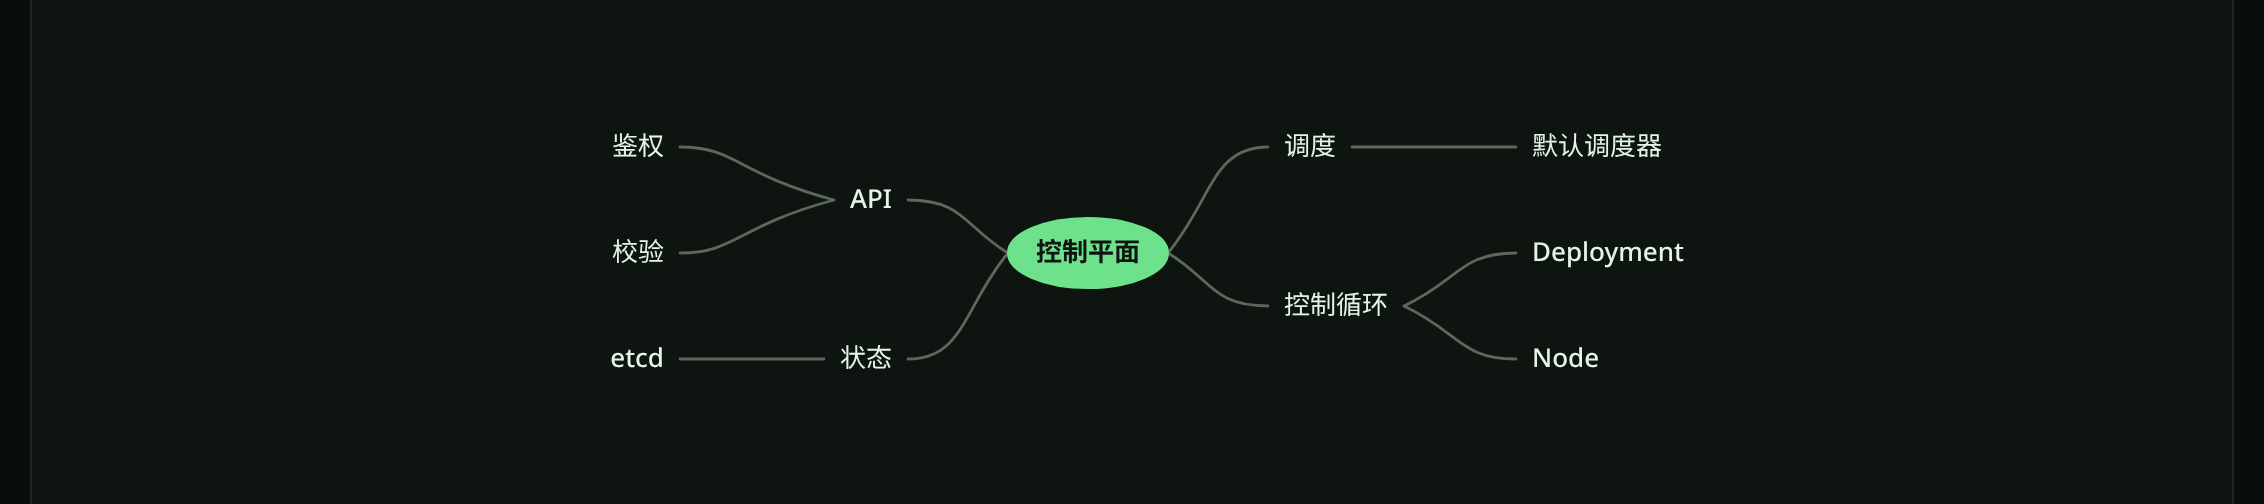 鉴权
API
校验
etcd
状态
控制平面
调度
默认调度器
控制循环
Deployment
Node